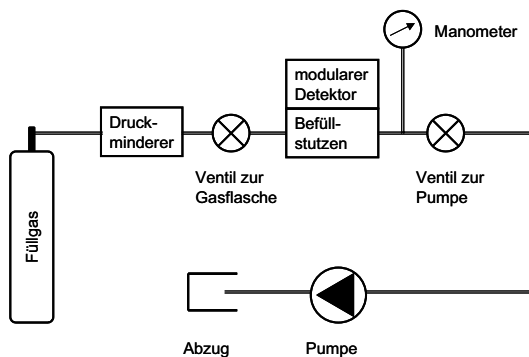 Manometer
modularer
Detektor
Druck-
minderer
Befüll-
stutzen
Ventil zur
Gasflasche
Ventil zur
Pumpe
Füllgas
Abzug
Pumpe